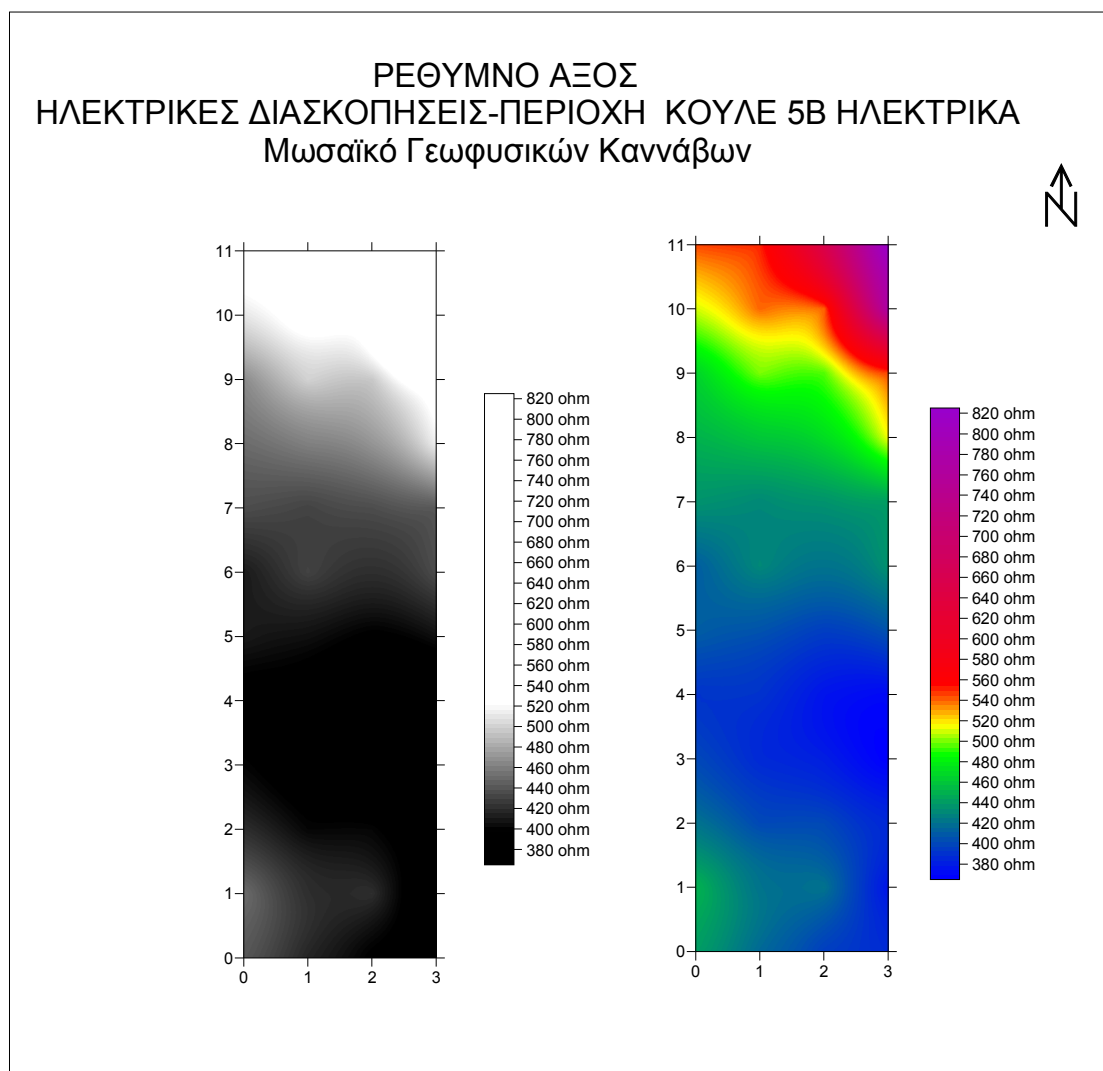 ΡΕΘΥΜΝΟ ΑΞΟΣ
ΗΛΕΚΤΡΙΚΕΣ ΔΙΑΣΚΟΠΗΣΕΙΣ-ΠΕΡΙΟΧΗ ΚΟΥΛΕ 5Β ΗΛΕΚΤΡΙΚΑ
Μωσαϊκό Γεωφυσικών Καννάβων
N
11
10
9
8
7
6
5
4
3
2
1
0
0 1 2 3
820 ohm
800 ohm
780 ohm
760 ohm
740 ohm
720 ohm
700 ohm
680 ohm
660 ohm
640 ohm
620 ohm
600 ohm
580 ohm
560 ohm
540 ohm
520 ohm
500 ohm
480 ohm
460 ohm
440 ohm
420 ohm
400 ohm
380 ohm
11
10
9
8
7
6
5
4
3
2
1
0
0 1 2 3
820 ohm
800 ohm
780 ohm
760 ohm
740 ohm
720 ohm
700 ohm
680 ohm
660 ohm
640 ohm
620 ohm
600 ohm
580 ohm
560 ohm
540 ohm
520 ohm
500 ohm
480 ohm
460 ohm
440 ohm
420 ohm
400 ohm
380 ohm